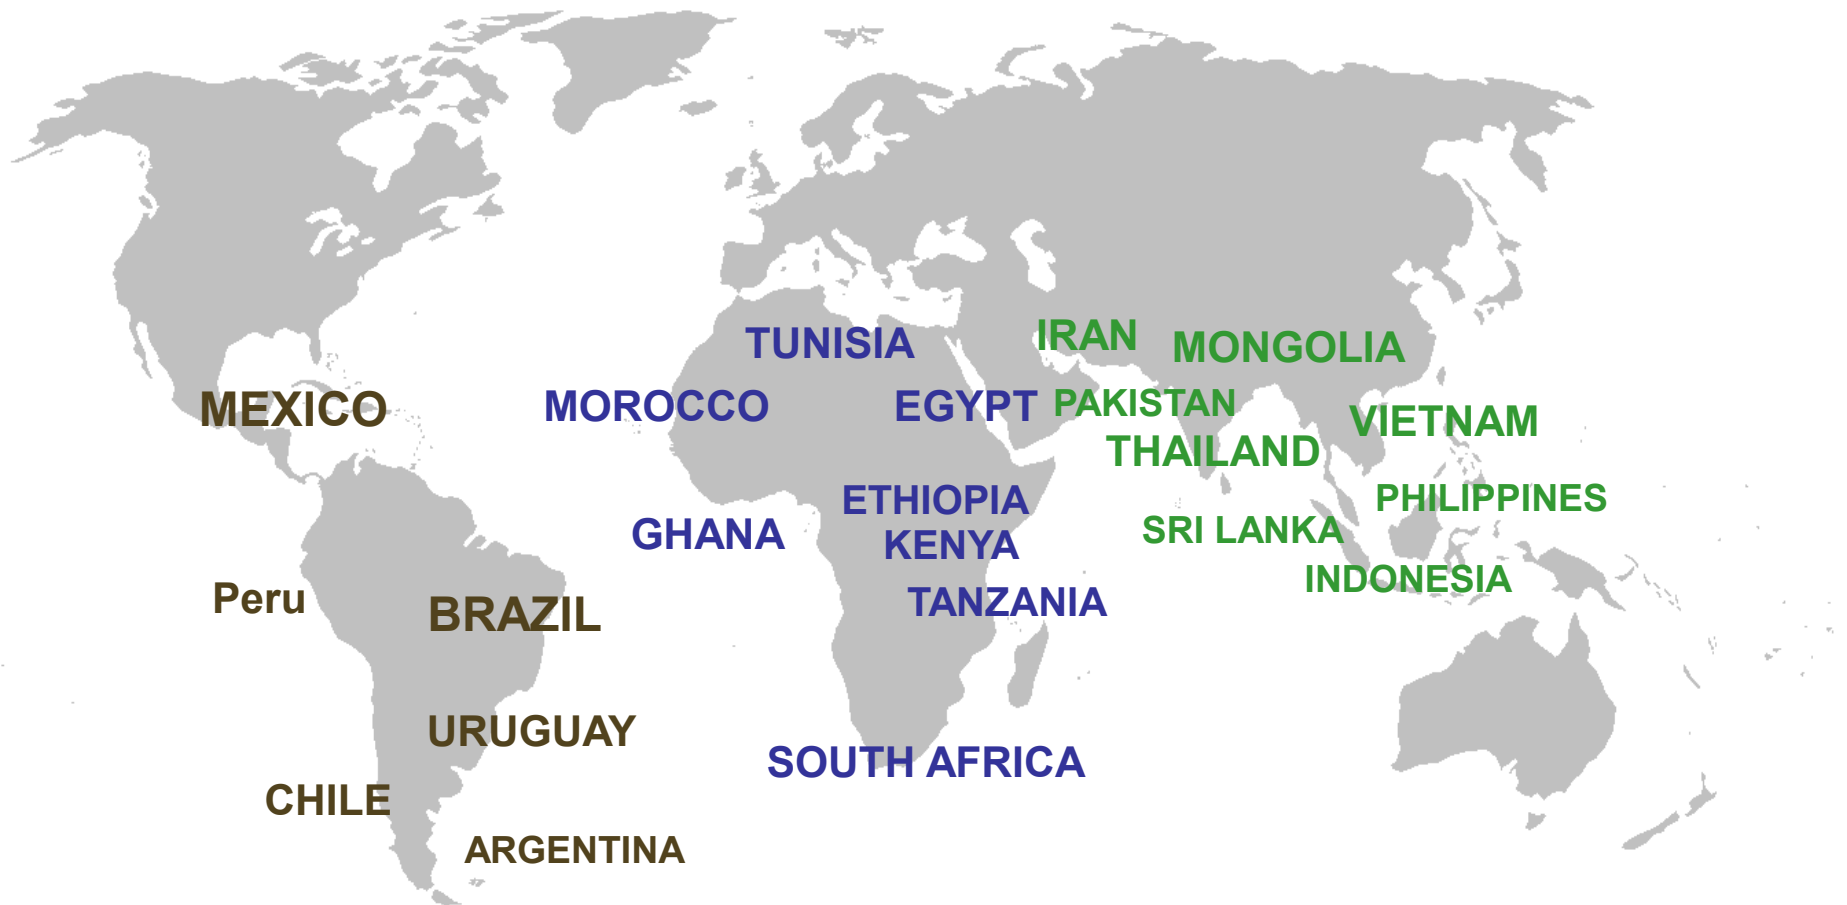 TUNISIA
IRAN
MONGOLIA
MEXICO
MOROCCO
EGYPT
PAKISTAN
VIETNAM
THAILAND
ETHIOPIA
PHILIPPINES
GHANA
KENYA
SRI LANKA
INDONESIA
Peru
BRAZIL
TANZANIA
URUGUAY
SOUTH AFRICA
CHILE
ARGENTINA